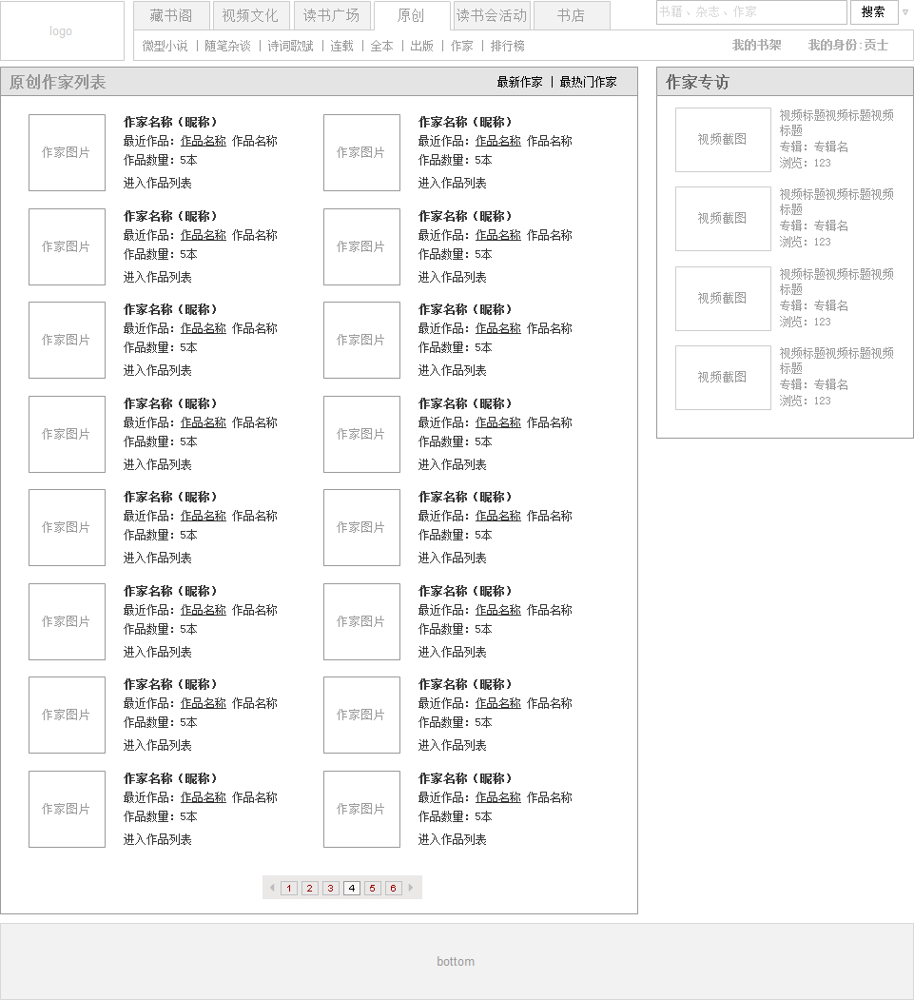 logo
藏书阁 视频文化 读书广场 原创 读书会活动 书店
书籍、杂志、作家 搜索
微型小说 | 随笔杂谈 | 诗词歌赋 | 连载 | 全本 | 出版 | 作家 | 排行榜
我的书架 我的身份:贡士
原创作家列表 最新作家 | 最热门作家
作家图片
作家名称（昵称）
最近作品：作品名称 作品名称
作品数量：5本
进入作品列表
作家图片
作家名称（昵称）
最近作品：作品名称 作品名称
作品数量：5本
进入作品列表
作家图片
作家名称（昵称）
最近作品：作品名称 作品名称
作品数量：5本
进入作品列表
作家图片
作家名称（昵称）
最近作品：作品名称 作品名称
作品数量：5本
进入作品列表
作家图片
作家名称（昵称）
最近作品：作品名称 作品名称
作品数量：5本
进入作品列表
作家图片
作家名称（昵称）
最近作品：作品名称 作品名称
作品数量：5本
进入作品列表
作家图片
作家名称（昵称）
最近作品：作品名称 作品名称
作品数量：5本
进入作品列表
作家图片
作家名称（昵称）
最近作品：作品名称 作品名称
作品数量：5本
进入作品列表
作家图片
作家名称（昵称）
最近作品：作品名称 作品名称
作品数量：5本
进入作品列表
作家图片
作家名称（昵称）
最近作品：作品名称 作品名称
作品数量：5本
进入作品列表
作家图片
作家名称（昵称）
最近作品：作品名称 作品名称
作品数量：5本
进入作品列表
作家图片
作家名称（昵称）
最近作品：作品名称 作品名称
作品数量：5本
进入作品列表
作家图片
作家名称（昵称）
最近作品：作品名称 作品名称
作品数量：5本
进入作品列表
作家图片
作家名称（昵称）
最近作品：作品名称 作品名称
作品数量：5本
进入作品列表
作家图片
作家名称（昵称）
最近作品：作品名称 作品名称
作品数量：5本
进入作品列表
作家图片
作家名称（昵称）
最近作品：作品名称 作品名称
作品数量：5本
进入作品列表
1 2 3 4 5 6
作家专访
视频截图
视频标题视频标题视频
标题
专辑：专辑名
浏览：123
视频截图
视频标题视频标题视频
标题
专辑：专辑名
浏览：123
视频截图
视频标题视频标题视频
标题
专辑：专辑名
浏览：123
视频截图
视频标题视频标题视频
标题
专辑：专辑名
浏览：123
bottom